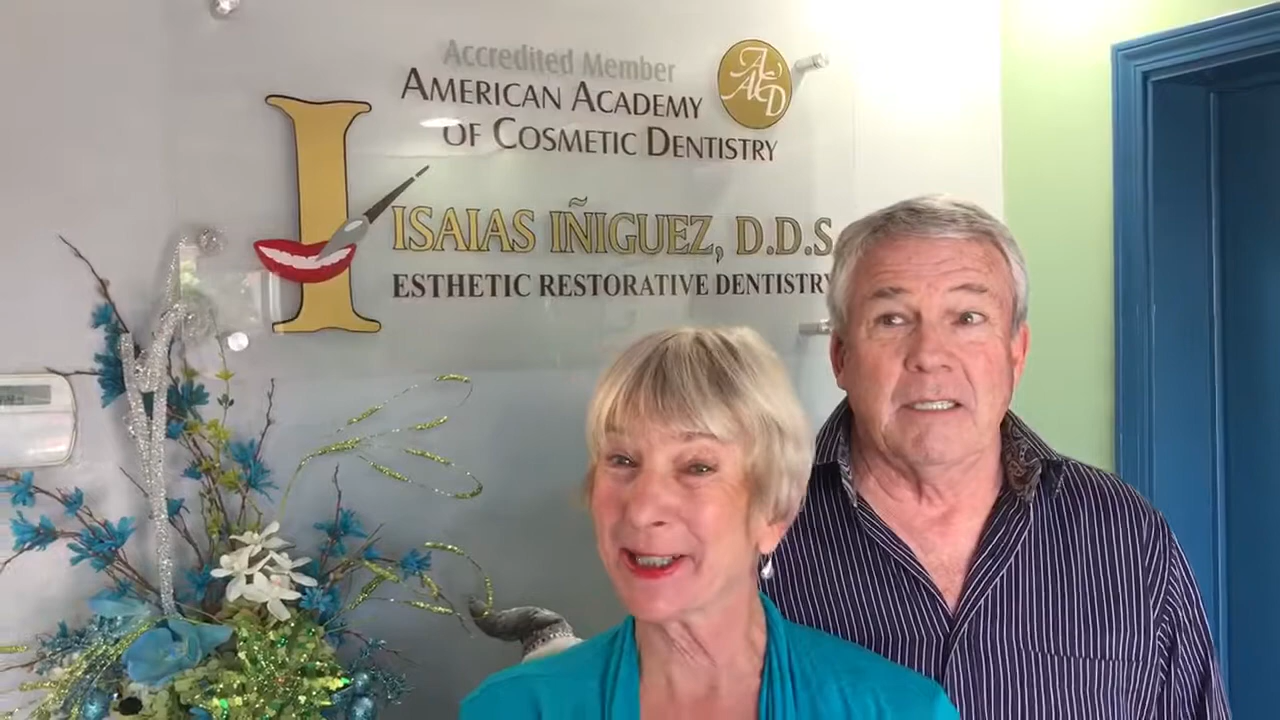 Accredited Member
AMERICAN ACADEMY
OF COSMETIC DENTISTRY
AACD
I
ISAIAS IÑIGUEZ, D.D.S
ESTHETIC RESTORATIVE DENTISTRY